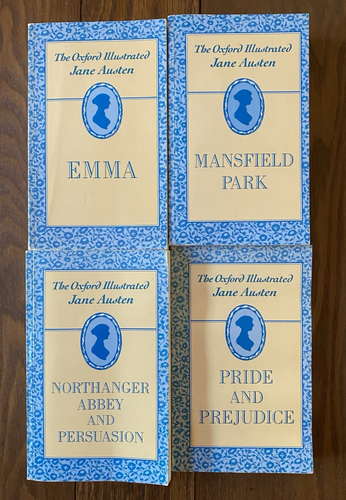 The Oxford Illustrated
Jane Austen
EMMA
The Oxford Illustrated
Jane Austen
MANSFIELD
PARK
The Oxford Illustrated
Jane Austen
NORTHANGER
ABBEY
AND
PERSUASION
The Oxford Illustrated
Jane Austen
PRIDE
AND
PREJUDICE